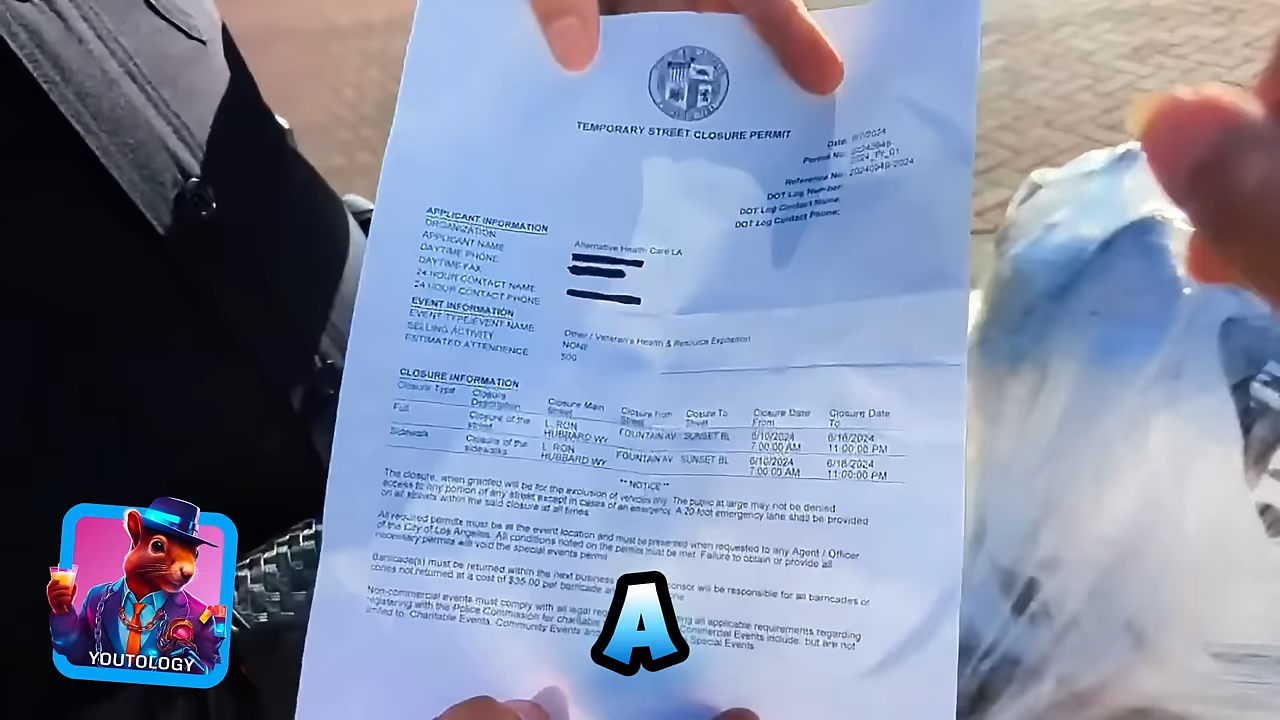 TEMPORARY STREET CLOSURE PERMIT
Date: 6/7/2024
Permit No:
2024_Pr_01
Reference No: 20240940-2024
DOT Log Number:
DOT Log Contact Name:
DOT Log Contact Phone:
APPLICANT INFORMATION
ORGANIZATION Alternative Health Care LA
APPLICANT NAME
DAYTIME PHONE
DAYTIME FAX
24 HOUR CONTACT NAME
24 HOUR CONTACT PHONE
EVENT INFORMATION
EVENT TYPE/EVENT NAME Other / Veteran's Health & Resource Exposition
SELLING ACTIVITY NONE
ESTIMATED ATTENDENCE 500
CLOSURE INFORMATION
Closure Type Closure Description Closure Main Street Closure From Street Closure To Street Closure Date From Closure Date To
Full Closure of the street L. RON HUBBARD WY FOUNTAIN AV SUNSET BL 6/10/2024 7:00:00 AM 6/16/2024 11:00:00 PM
Sidewalk Closure of the sidewalks L. RON HUBBARD WY FOUNTAIN AV SUNSET BL 6/10/2024 7:00:00 AM 6/16/2024 11:00:00 PM
** NOTICE **
The closure, when granted will be for the exclusion of vehicles only. The public at large may not be denied
access to any portion of any street except in cases of an emergency. A 20-foot emergency lane shall be provided
on all streets within the said closure at all times.
All required permits must be at the event location and must be presented when requested to any Agent / Officer
of the City of Los Angeles. All conditions noted on the permits must be met. Failure to obtain or provide all
necessary permits will void the special events permit
Barricade(s) must be returned within the next business onsor will be responsible for all barricades or
cones not returned at a cost of $35.00 per barricade
Non-commercial events must comply with all legal req ing all applicable requirements regarding
registering with the Police Commission for charitable Commercial Events include, but are not
limited to: Charitable Events, Community Events and Special Events
A
YOUTOLOGY